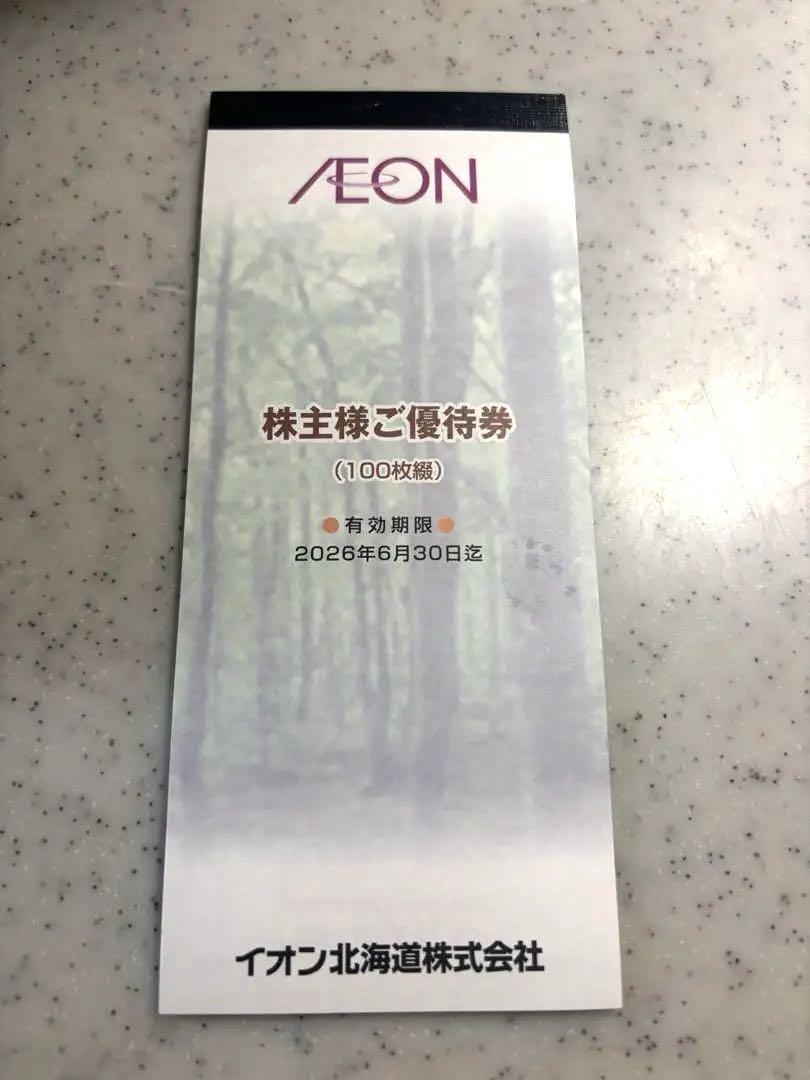 ÆON
株主様ご優待券
(100枚綴)
●有効期限●
2026年6月30日迄
イオン北海道株式会社